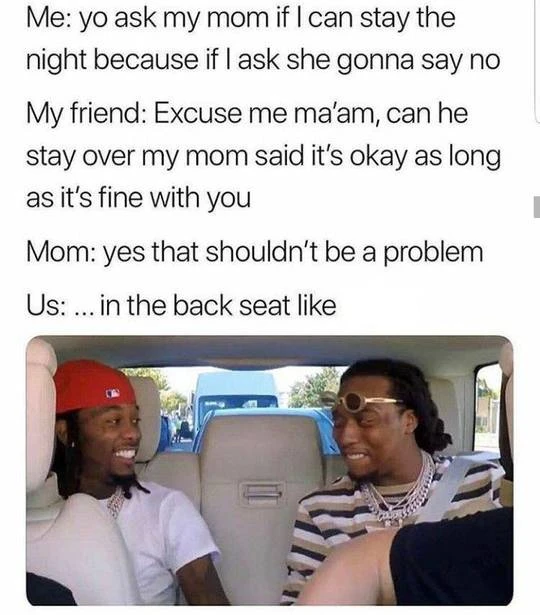 Me: yo ask my mom if I can stay the
night because if I ask she gonna say no
My friend: Excuse me ma'am, can he
stay over my mom said it's okay as long
as it's fine with you
Mom: yes that shouldn't be a problem
Us: ... in the back seat like